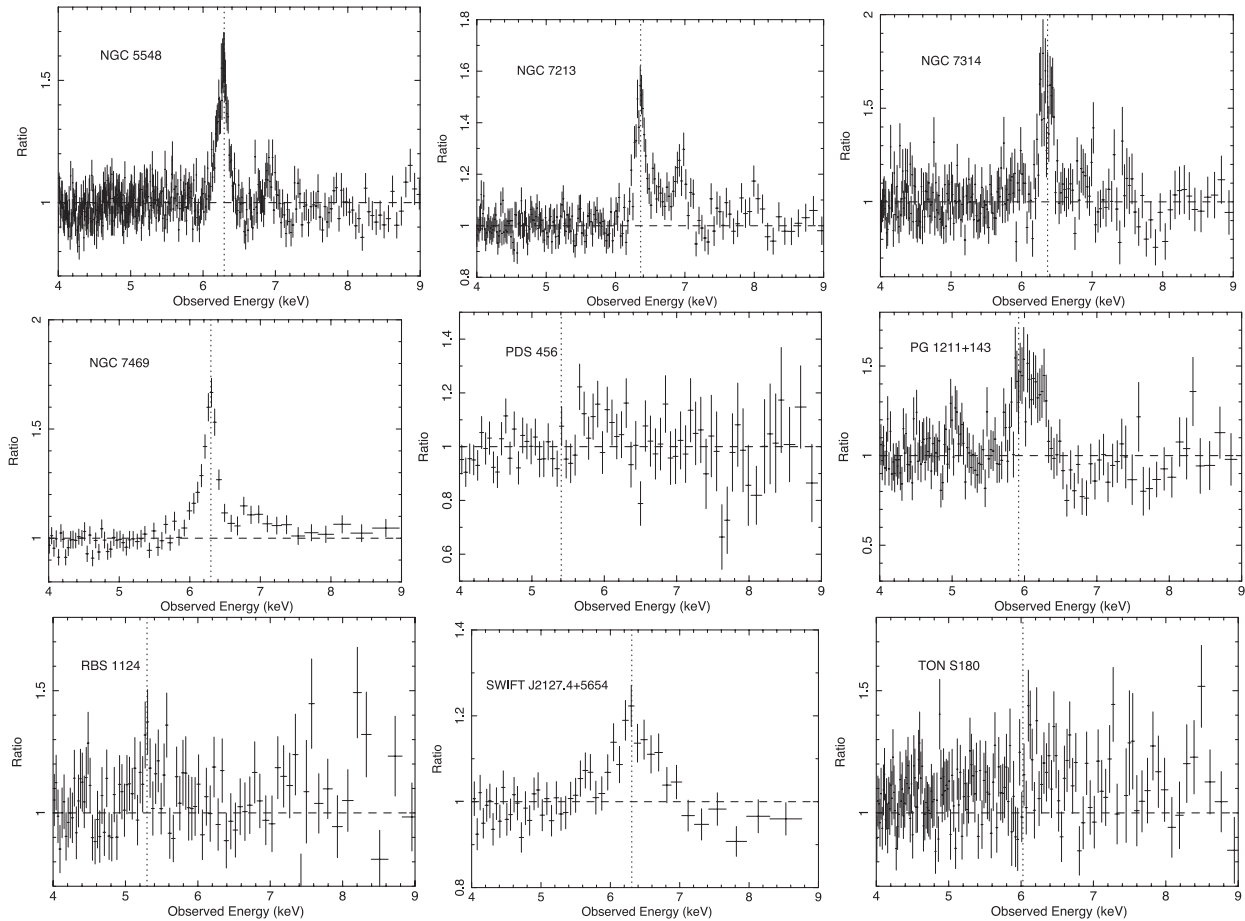 NGC 5548
Ratio
1 1.5
4 5 6 7 8 9
Observed Energy (keV)
NGC 7213
Ratio
0.8 1 1.2 1.4 1.6
4 5 6 7 8 9
Observed Energy (keV)
NGC 7314
Ratio
1 1.5 2
4 5 6 7 8 9
Observed Energy (keV)
NGC 7469
Ratio
1 1.5 2
4 5 6 7 8 9
Observed Energy (keV)
PDS 456
Ratio
0.6 0.8 1 1.2 1.4
4 5 6 7 8 9
Observed Energy (keV)
PG 1211+143
Ratio
0.5 1 1.5
4 5 6 7 8 9
Observed Energy (keV)
RBS 1124
Ratio
1 1.5
4 5 6 7 8 9
Observed Energy (keV)
SWIFT J2127.4+5654
Ratio
0.8 1 1.2 1.4
4 5 6 7 8 9
Observed Energy (keV)
TON S180
Ratio
1 1.5
4 5 6 7 8 9
Observed Energy (keV)